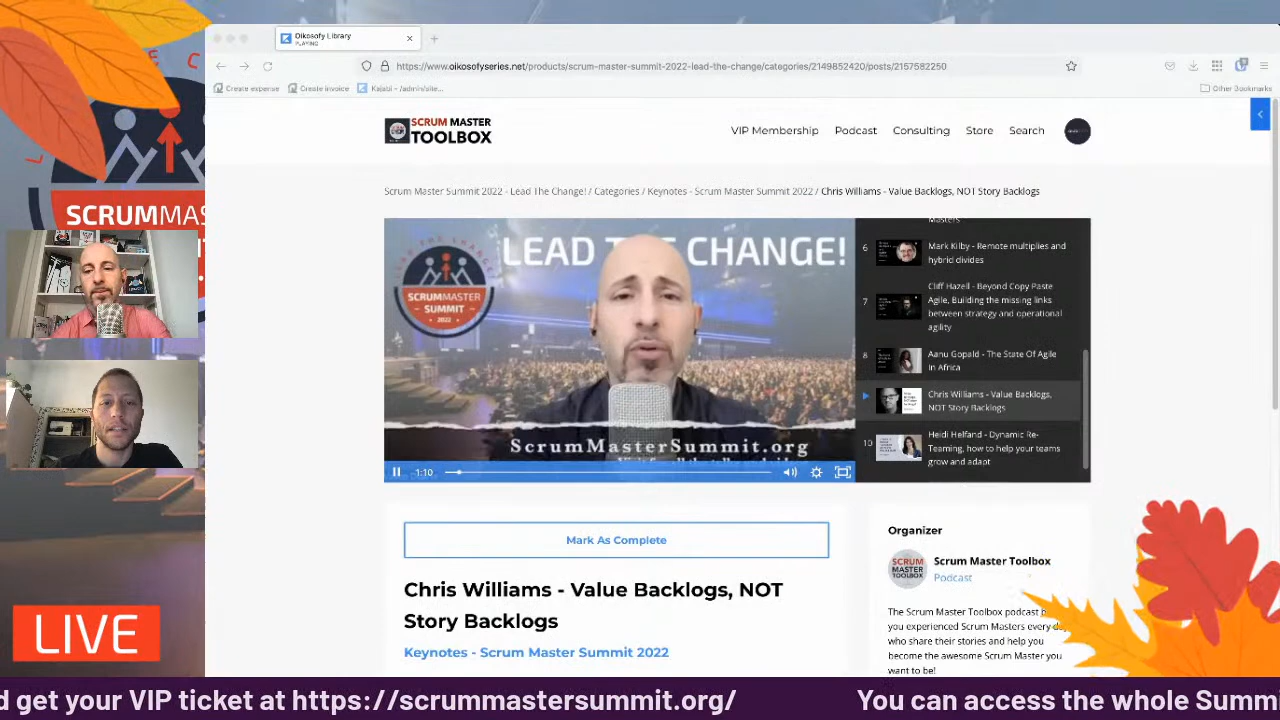 Oikosofy Library
PLAYING
https://www.oikosofyseries.net/products/scrum-master-summit-2022-lead-the-change/categories/2149852420/posts/2157582250
Create expense
Create invoice
Kajabi - /admin/site...
Other Bookmarks
SCRUM MASTER
TOOLBOX
VIP Membership
Podcast
Consulting
Store
Search
Scrum Master Summit 2022 - Lead The Change! / Categories / Keynotes - Scrum Master Summit 2022 / Chris Williams - Value Backlogs, NOT Story Backlogs
LEAD THE CHANGE!
SCRUMMASTER
SUMMIT
2022
ScrumMasterSummit.org
1:10
Masters
6
Mark Kilby - Remote multiplies and
hybrid divides
7
Cliff Hazell - Beyond Copy Paste
Agile, Building the missing links
between strategy and operational
agility
8
Aanu Gopald - The State Of Agile
In Africa
Chris Williams - Value Backlogs,
NOT Story Backlogs
10
Heidi Helfand - Dynamic Re-
Teaming, how to help your teams
grow and adapt
Mark As Complete
Chris Williams - Value Backlogs, NOT
Story Backlogs
Keynotes - Scrum Master Summit 2022
Organizer
SCRUM
MASTER
TOOLBOX
Scrum Master Toolbox
Podcast
The Scrum Master Toolbox podcast
you experienced Scrum Masters every
who share their stories and help you
become the awesome Scrum Master you
want to be!
SCRUMMAS
LIVE
d get your VIP ticket at https://scrummastersummit.org/
You can access the whole Summi